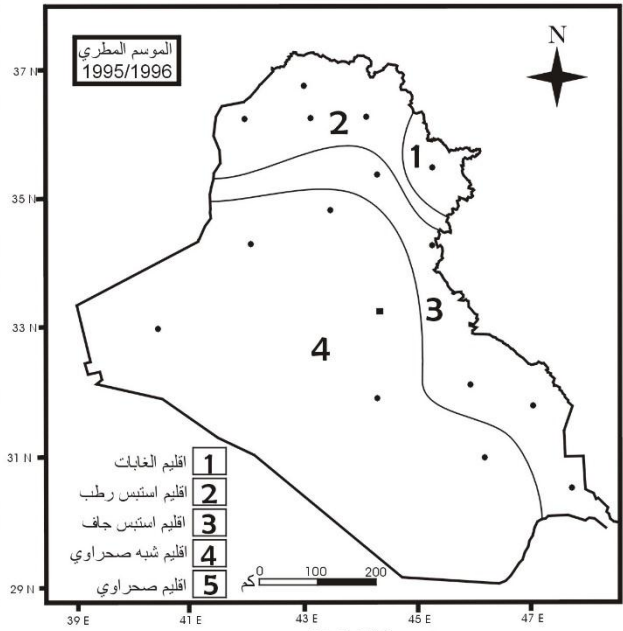 الموسم المطري
1995/1996
N
37 N
35 N
33 N
31 N
29 N
2
1
3
4
اقليم الغابات 1
اقليم استبس رطب 2
اقليم استبس جاف 3
اقليم شبه صحراوي 4
اقليم صحراوي 5
كم 0 100 200
39 E 41 E 43 E 45 E 47 E